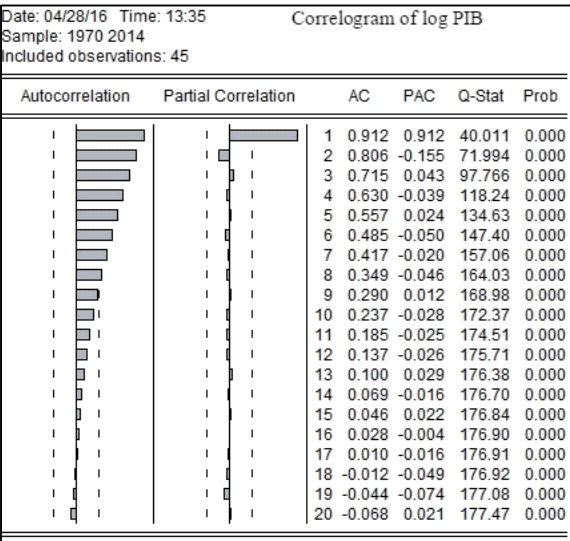 Date: 04/28/16 Time: 13:35 Correlogram of log PIB
Sample: 1970 2014
Included observations: 45
Autocorrelation Partial Correlation AC PAC Q-Stat Prob
1 0.912 0.912 40.011 0.000
2 0.806 -0.155 71.994 0.000
3 0.715 0.043 97.766 0.000
4 0.630 -0.039 118.24 0.000
5 0.557 0.024 134.63 0.000
6 0.485 -0.050 147.40 0.000
7 0.417 -0.020 157.06 0.000
8 0.349 -0.046 164.03 0.000
9 0.290 0.012 168.98 0.000
10 0.237 -0.028 172.37 0.000
11 0.185 -0.025 174.51 0.000
12 0.137 -0.026 175.71 0.000
13 0.100 0.029 176.38 0.000
14 0.069 -0.016 176.70 0.000
15 0.046 0.022 176.84 0.000
16 0.028 -0.004 176.90 0.000
17 0.010 -0.016 176.91 0.000
18 -0.012 -0.049 176.92 0.000
19 -0.044 -0.074 177.08 0.000
20 -0.068 0.021 177.47 0.000